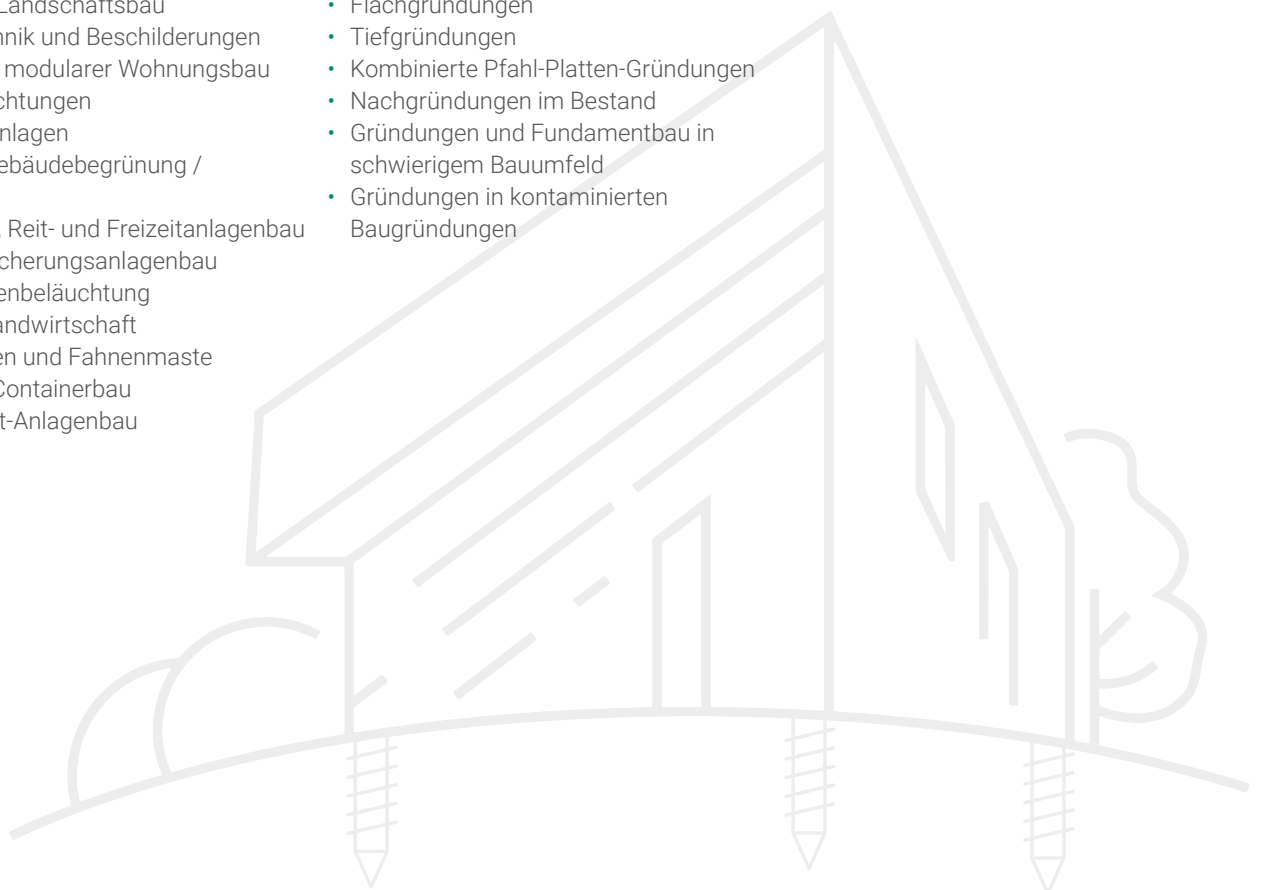 Landschaftsbau
nik und Beschilderungen
modularer Wohnungsbau
chtungen
nlagen
ebäudebegrünung /
Reit- und Freizeitanlagenbau
cherungsanlagenbau
enbeläuchtung
andwirtschaft
en und Fahnenmaste
Containerbau
t-Anlagenbau
• Flachgründungen
• Tiefgründungen
• Kombinierte Pfahl-Platten-Gründungen
• Nachgründungen im Bestand
• Gründungen und Fundamentbau in
schwierigem Bauumfeld
• Gründungen in kontaminierten
Baugründungen